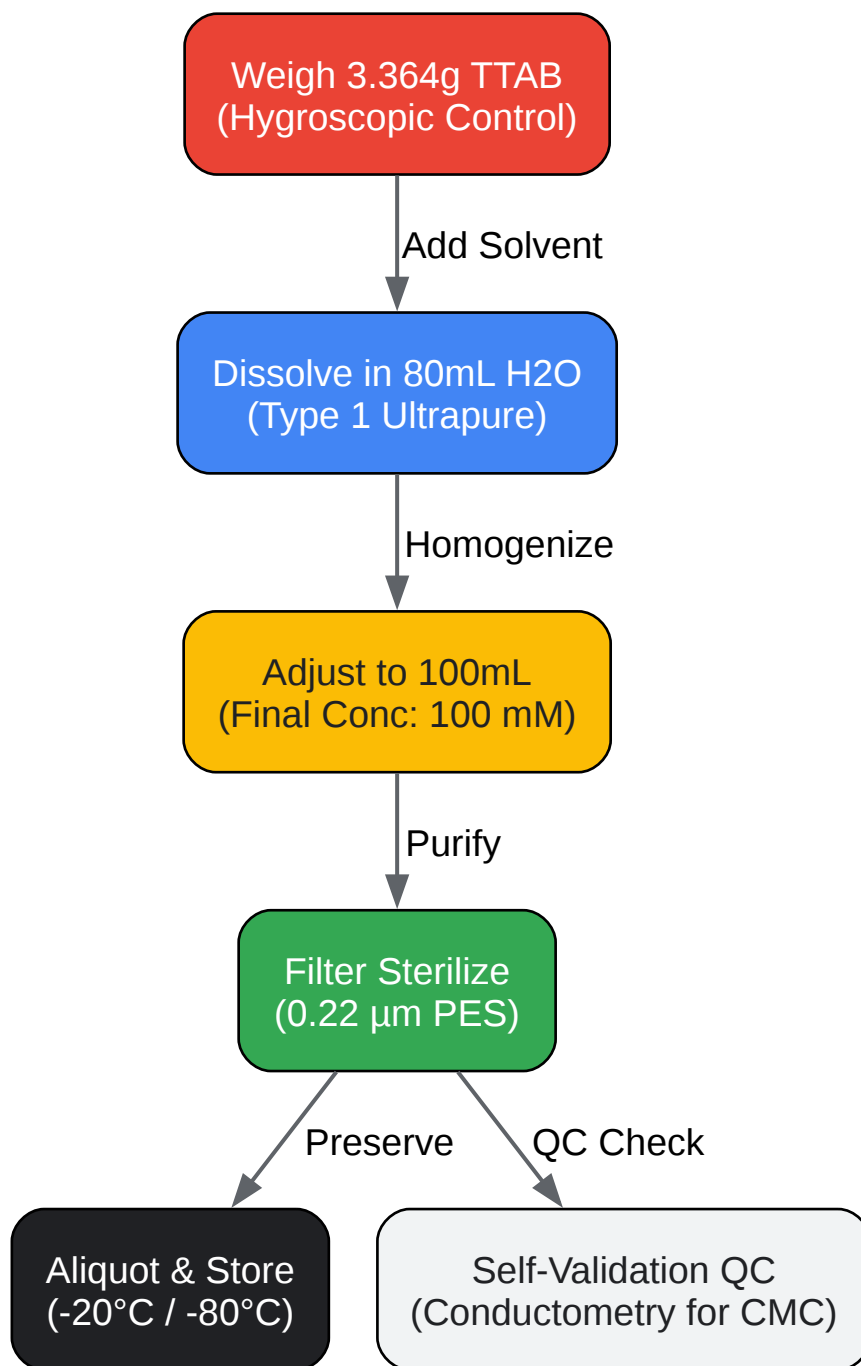 Weigh 3.364g TTAB
(Hygroscopic Control)
Add Solvent
Dissolve in 80mL H2O
(Type 1 Ultrapure)
Homogenize
Adjust to 100mL
(Final Conc: 100 mM)
Purify
Filter Sterilize
(0.22 µm PES)
Preserve
QC Check
Aliquot & Store
(-20°C / -80°C)
Self-Validation QC
(Conductometry for CMC)